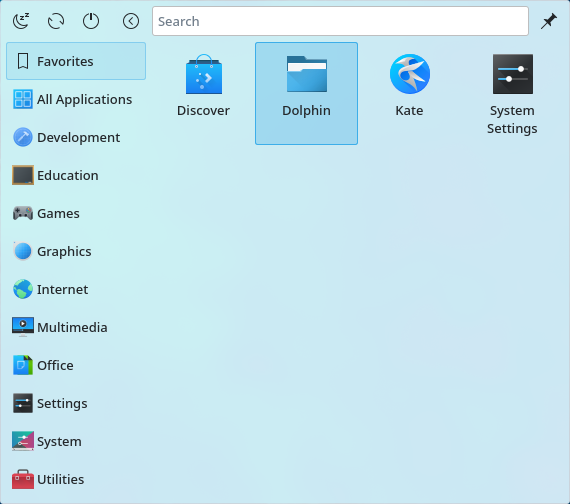 Search
Favorites
All Applications
Development
Education
Games
Graphics
Internet
Multimedia
Office
Settings
System
Utilities
Discover
Dolphin
Kate
System
Settings